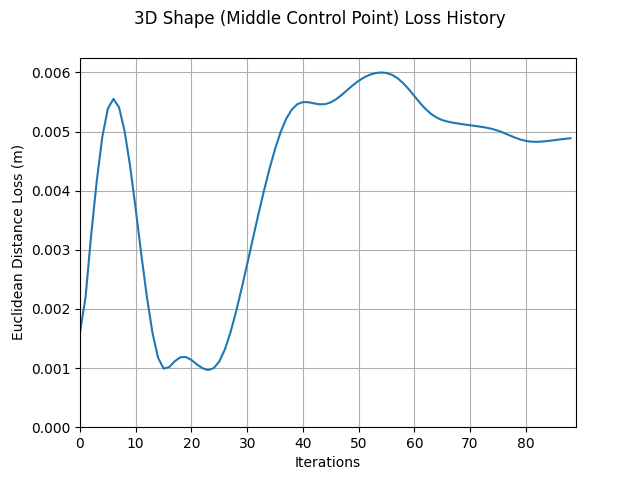 3D Shape (Middle Control Point) Loss History
0.006
0.005
0.004
0.003
0.002
0.001
0.000
Euclidean Distance Loss (m)
0 10 20 30 40 50 60 70 80
Iterations